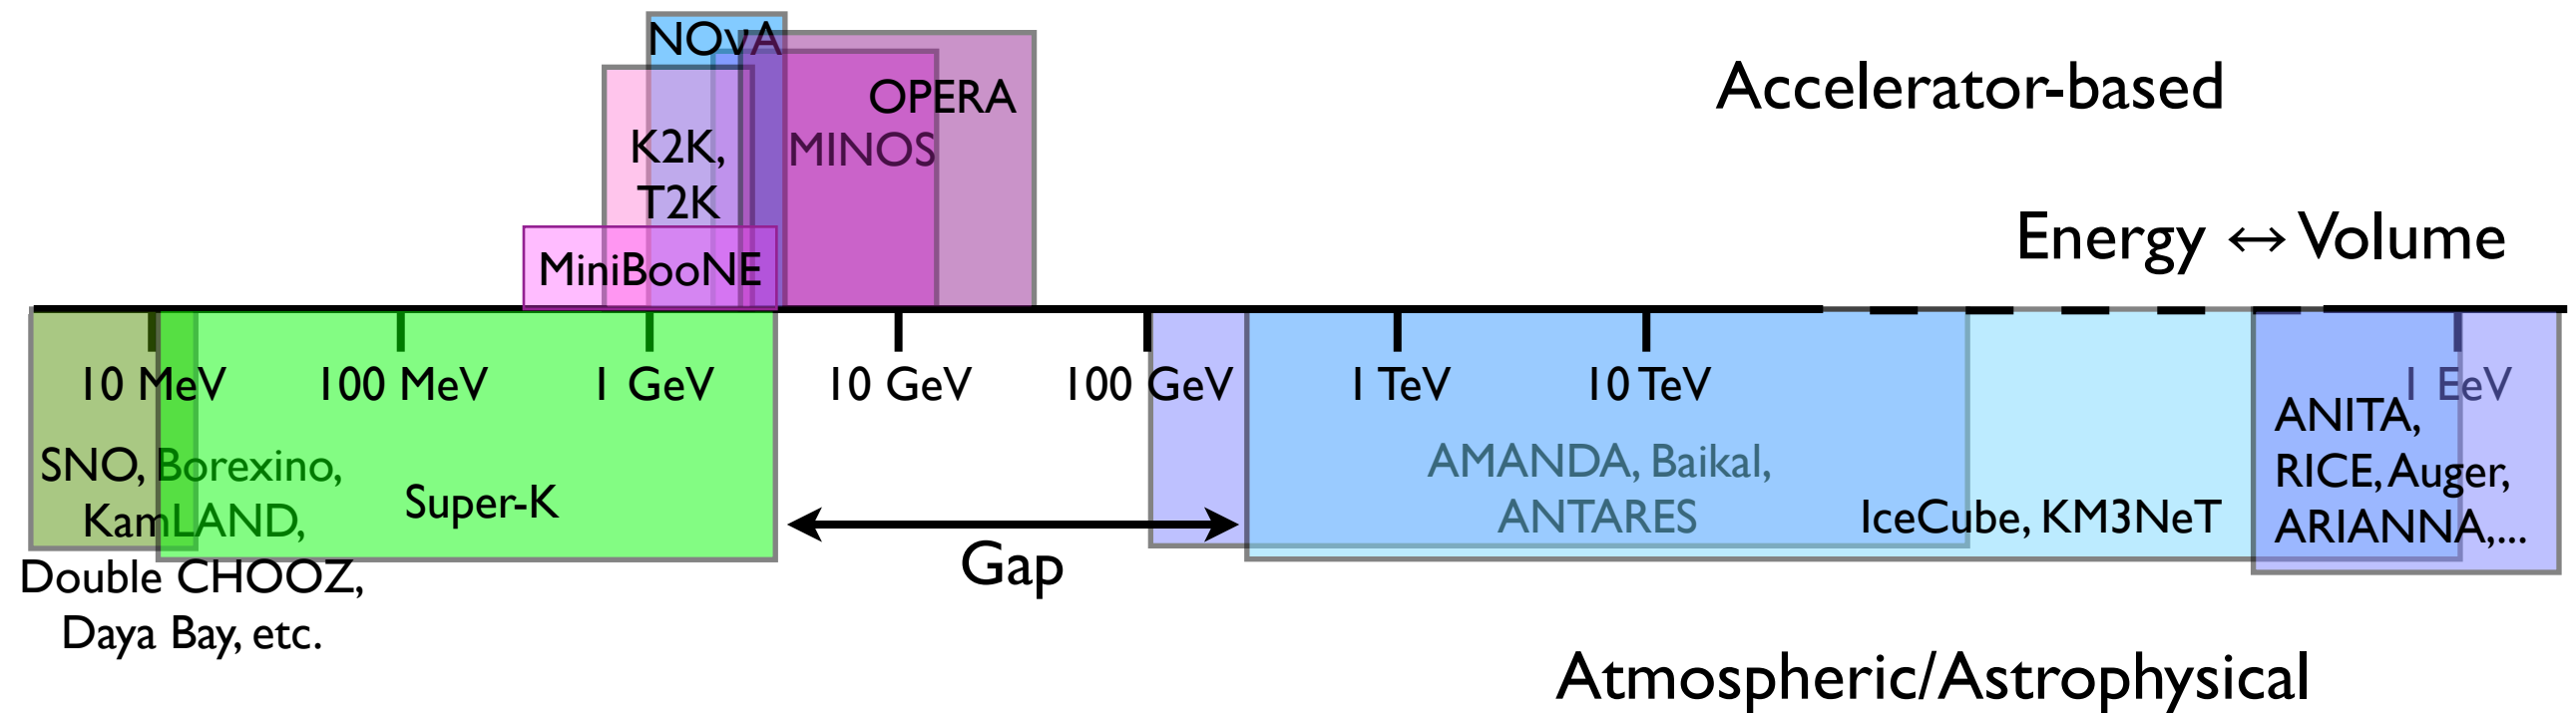 NOνA
Accelerator-based
OPERA
K2K,
T2K
MINOS
Energy ↔ Volume
MiniBooNE
10 MeV
100 MeV
1 GeV
10 GeV
100 GeV
1 TeV
10 TeV
1 EeV
SNO, Borexino,
KamLAND,
Double CHOOZ,
Daya Bay, etc.
Super-K
Gap
AMANDA, Baikal,
ANTARES
IceCube, KM3NeT
ANITA,
RICE, Auger,
ARIANNA,...
Atmospheric/Astrophysical